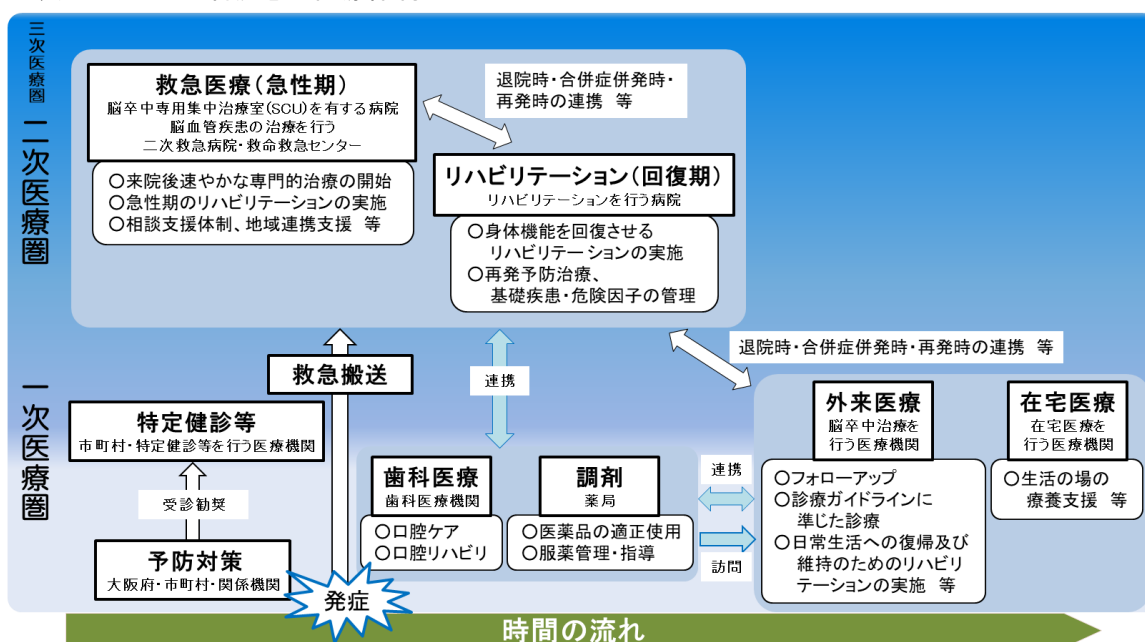 三次医療圏
二次医療圏
一次医療圏
救急医療(急性期)
脳卒中専用集中治療室(SCU)を有する病院
脳血管疾患の治療を行う
二次救急病院・救命救急センター
○来院後速やかな専門的治療の開始
○急性期のリハビリテーションの実施
○相談支援体制、地域連携支援 等
退院時・合併症併発時・
再発時の連携 等
リハビリテーション(回復期)
リハビリテーションを行う病院
○身体機能を回復させる
リハビリテーションの実施
○再発予防治療、
基礎疾患・危険因子の管理
救急搬送
連携
退院時・合併症併発時・再発時の連携 等
特定健診等
市町村・特定健診等を行う医療機関
受診勧奨
予防対策
大阪府・市町村・関係機関
発症
歯科医療
歯科医療機関
○口腔ケア
○口腔リハビリ
調剤
薬局
○医薬品の適正使用
○服薬管理・指導
連携
訪問
外来医療
脳卒中治療を
行う医療機関
○フォローアップ
○診療ガイドラインに
準じた診療
○日常生活への復帰及び
維持のためのリハビリ
テーションの実施 等
在宅医療
在宅医療を
行う医療機関
○生活の場の
療養支援 等
時間の流れ